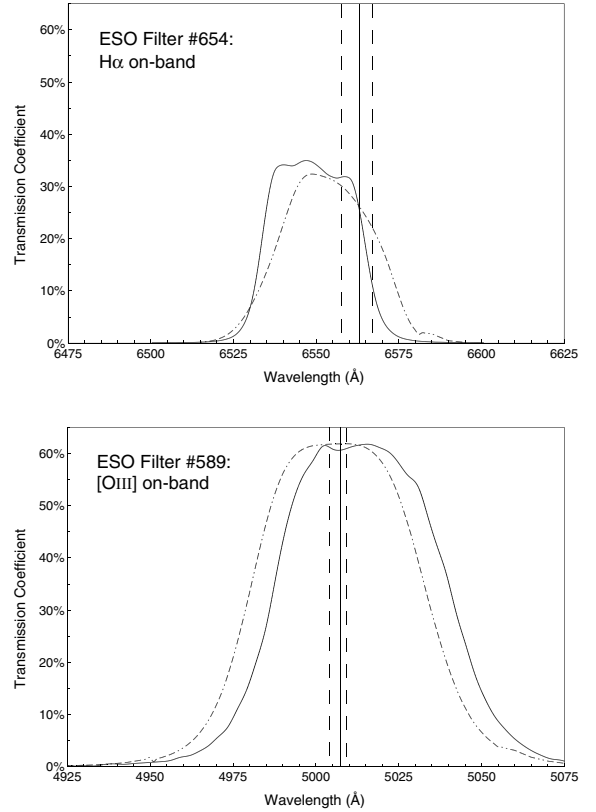 ESO Filter #654:
Hα on-band
Transmission Coefficient
60%
50%
40%
30%
20%
10%
0%
6475 6500 6525 6550 6575 6600 6625
Wavelength (Å)
ESO Filter #589:
[OIII] on-band
Transmission Coefficient
60%
50%
40%
30%
20%
10%
0%
4925 4950 4975 5000 5025 5050 5075
Wavelength (Å)